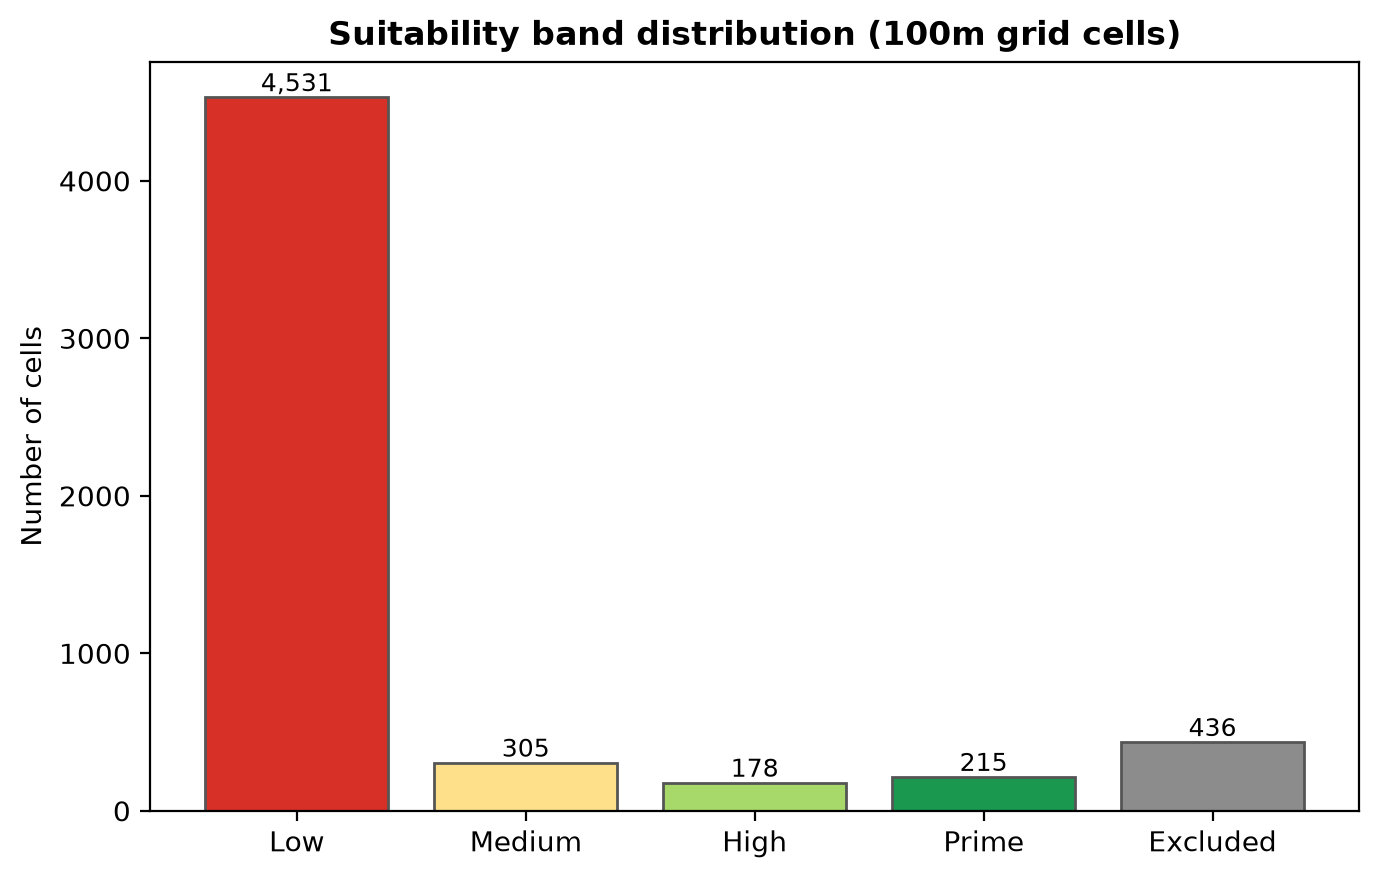 Suitability band distribution (100m grid cells)
Number of cells
4000
3000
2000
1000
0
4,531
305
178
215
436
Low
Medium
High
Prime
Excluded